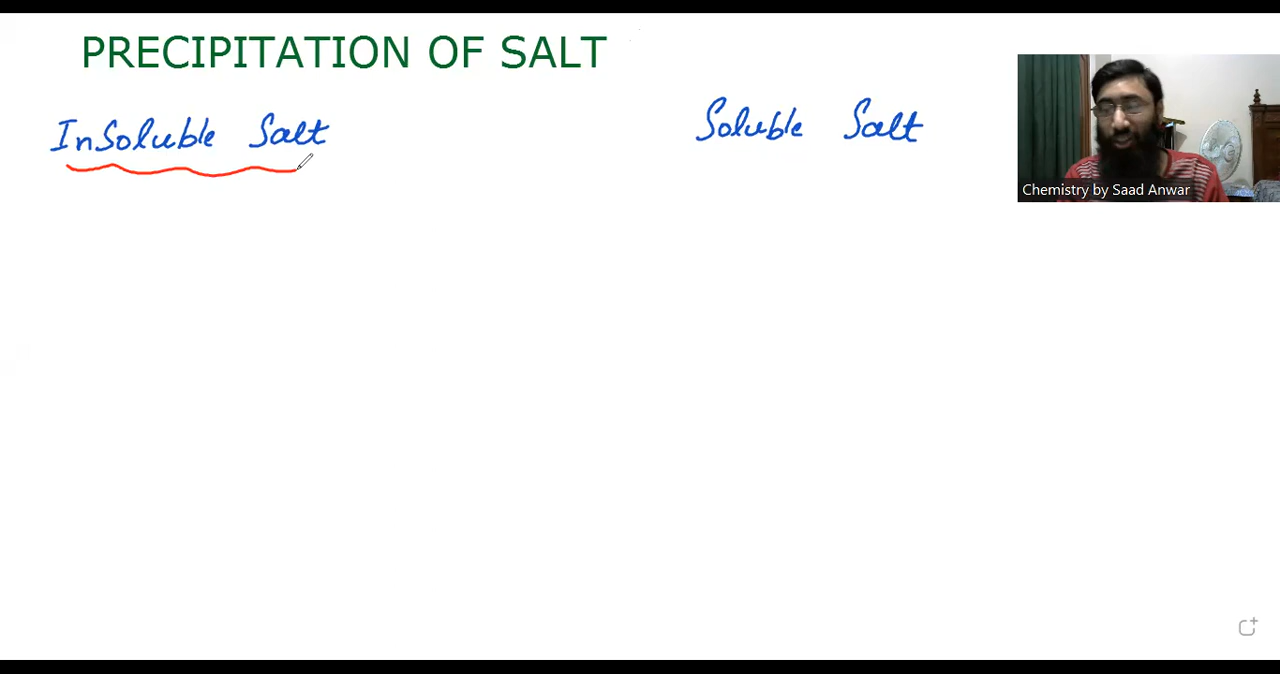 PRECIPITATION OF SALT
InSoluble Salt
Soluble Salt
Chemistry by Saad Anwar